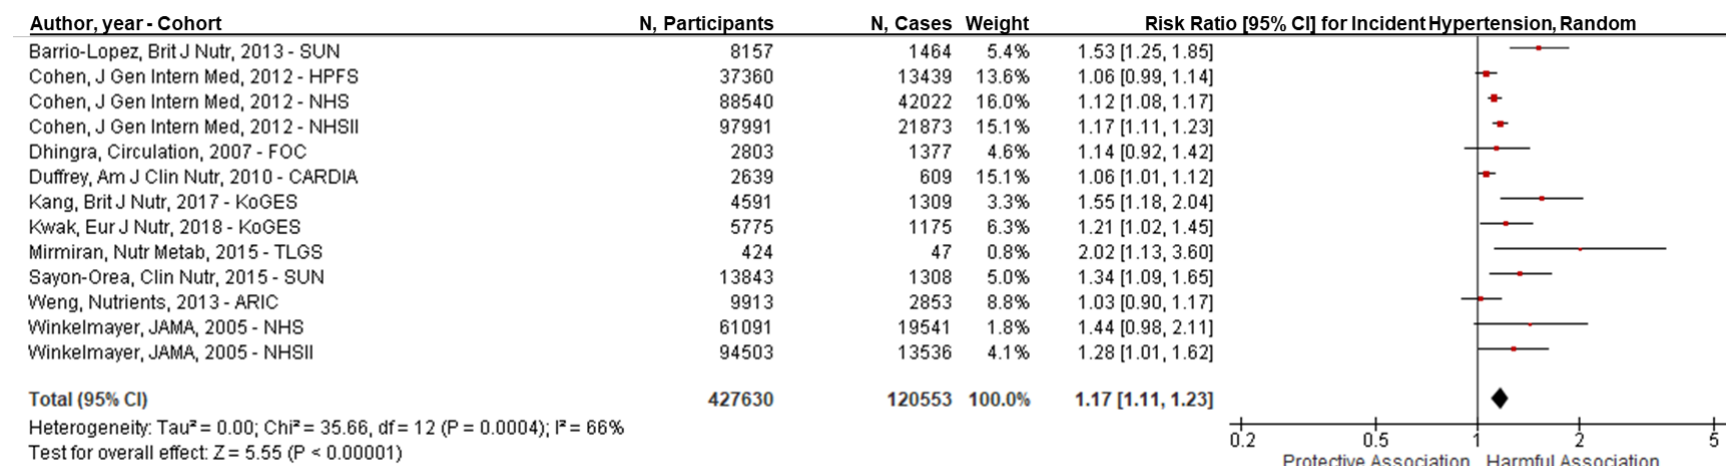 Author, year - Cohort N, Participants N, Cases Weight Risk Ratio [95% CI] for Incident Hypertension, Random
Barrio-Lopez, Brit J Nutr, 2013 - SUN 8157 1464 5.4% 1.53 [1.25, 1.85]
Cohen, J Gen Intern Med, 2012 - HPFS 37360 13439 13.6% 1.06 [0.99, 1.14]
Cohen, J Gen Intern Med, 2012 - NHS 88540 42022 16.0% 1.12 [1.08, 1.17]
Cohen, J Gen Intern Med, 2012 - NHSII 97991 21873 15.1% 1.17 [1.11, 1.23]
Dhingra, Circulation, 2007 - FOC 2803 1377 4.6% 1.14 [0.92, 1.42]
Duffrey, Am J Clin Nutr, 2010 - CARDIA 2639 609 15.1% 1.06 [1.01, 1.12]
Kang, Brit J Nutr, 2017 - KoGES 4591 1309 3.3% 1.55 [1.18, 2.04]
Kwak, Eur J Nutr, 2018 - KoGES 5775 1175 6.3% 1.21 [1.02, 1.45]
Mirmiran, Nutr Metab, 2015 - TLGS 424 47 0.8% 2.02 [1.13, 3.60]
Sayon-Orea, Clin Nutr, 2015 - SUN 13843 1308 5.0% 1.34 [1.09, 1.65]
Weng, Nutrients, 2013 - ARIC 9913 2853 8.8% 1.03 [0.90, 1.17]
Winkelmayer, JAMA, 2005 - NHS 61091 19541 1.8% 1.44 [0.98, 2.11]
Winkelmayer, JAMA, 2005 - NHSII 94503 13536 4.1% 1.28 [1.01, 1.62]
Total (95% CI) 427630 120553 100.0% 1.17 [1.11, 1.23]
Heterogeneity: Tau² = 0.00; Chi² = 35.66, df = 12 (P = 0.0004); I² = 66%
Test for overall effect: Z = 5.55 (P < 0.00001)
0.2 0.5 1 2 5
Protective Association Harmful Association